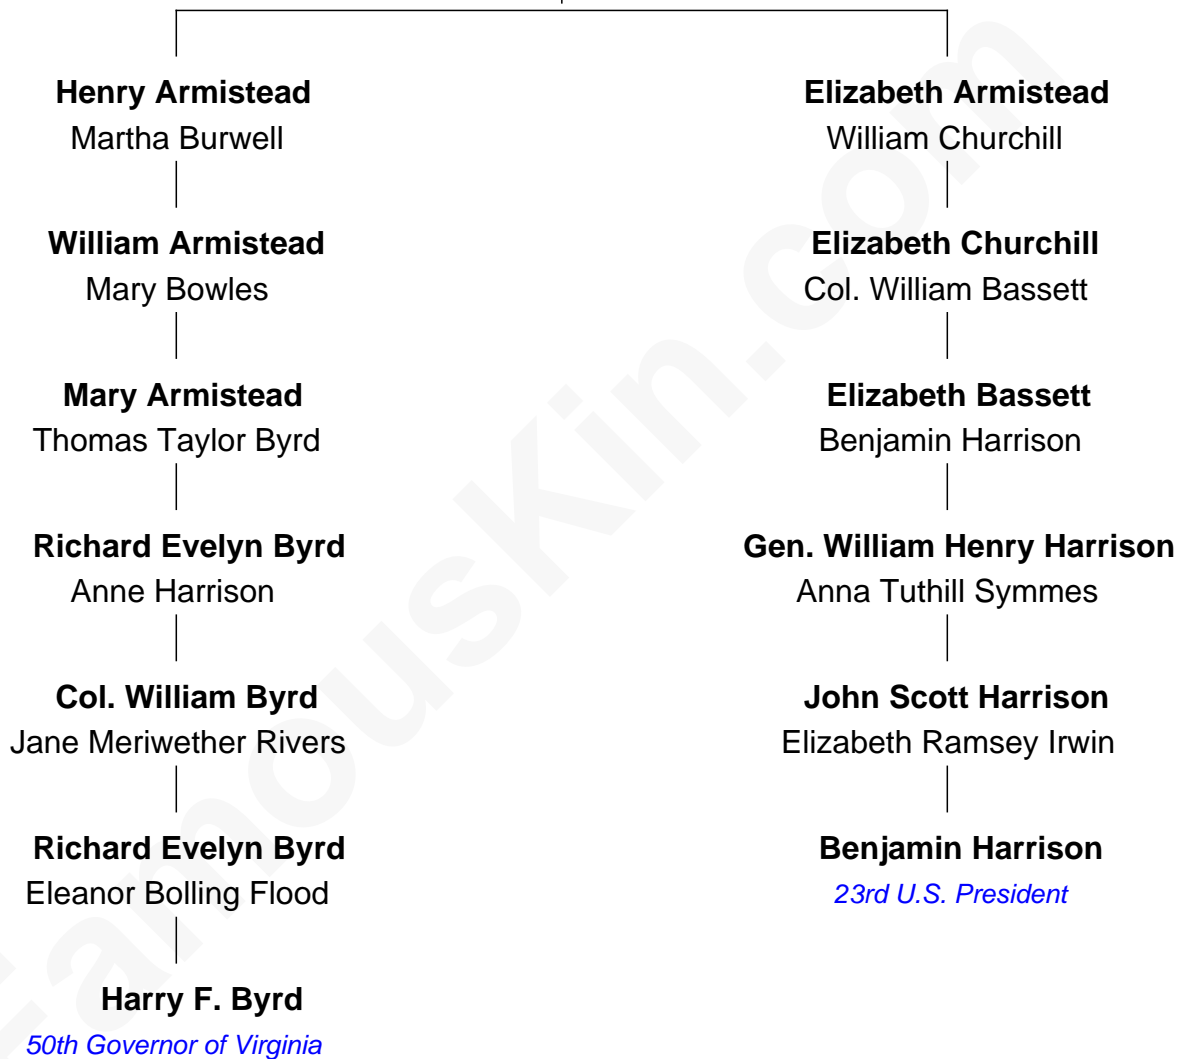 Henry Armistead
Martha Burwell
William Armistead
Mary Bowles
Mary Armistead
Thomas Taylor Byrd
Richard Evelyn Byrd
Anne Harrison
Col. William Byrd
Jane Meriwether Rivers
Richard Evelyn Byrd
Eleanor Bolling Flood
Harry F. Byrd
50th Governor of Virginia
Elizabeth Armistead
William Churchill
Elizabeth Churchill
Col. William Bassett
Elizabeth Bassett
Benjamin Harrison
Gen. William Henry Harrison
Anna Tuthill Symmes
John Scott Harrison
Elizabeth Ramsey Irwin
Benjamin Harrison
23rd U.S. President
FamousKin.com